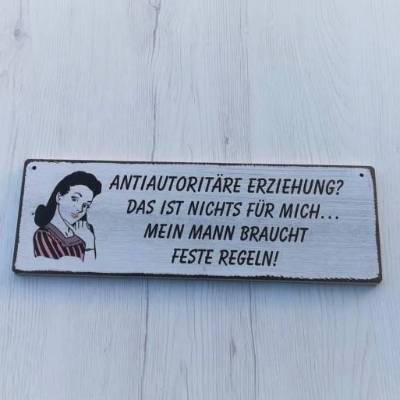 ANTIAUTORITÄRE ERZIEHUNG?
DAS IST NICHTS FÜR MICH...
MEIN MANN BRAUCHT
FESTE REGELN!